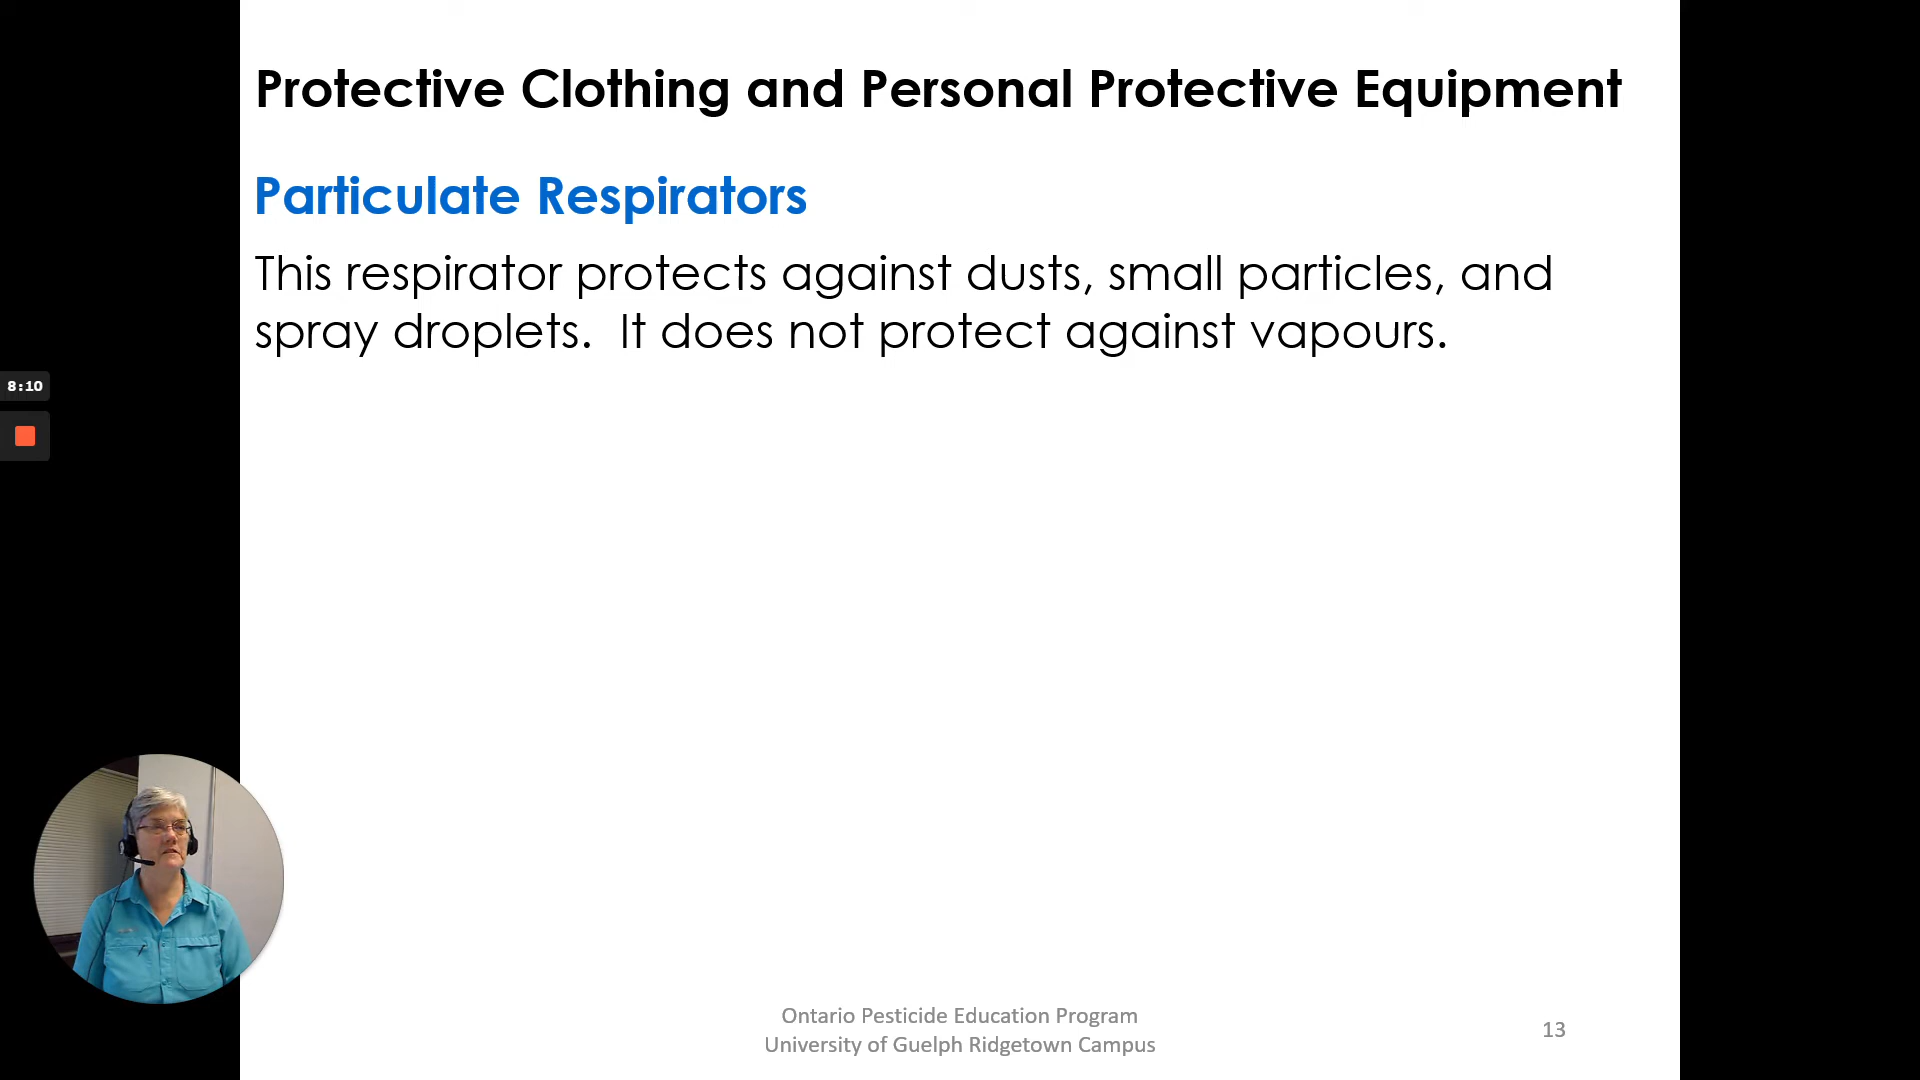 Protective Clothing and Personal Protective Equipment
Particulate Respirators
This respirator protects against dusts, small particles, and
spray droplets.  It does not protect against vapours.
8:10
Ontario Pesticide Education Program
University of Guelph Ridgetown Campus
13